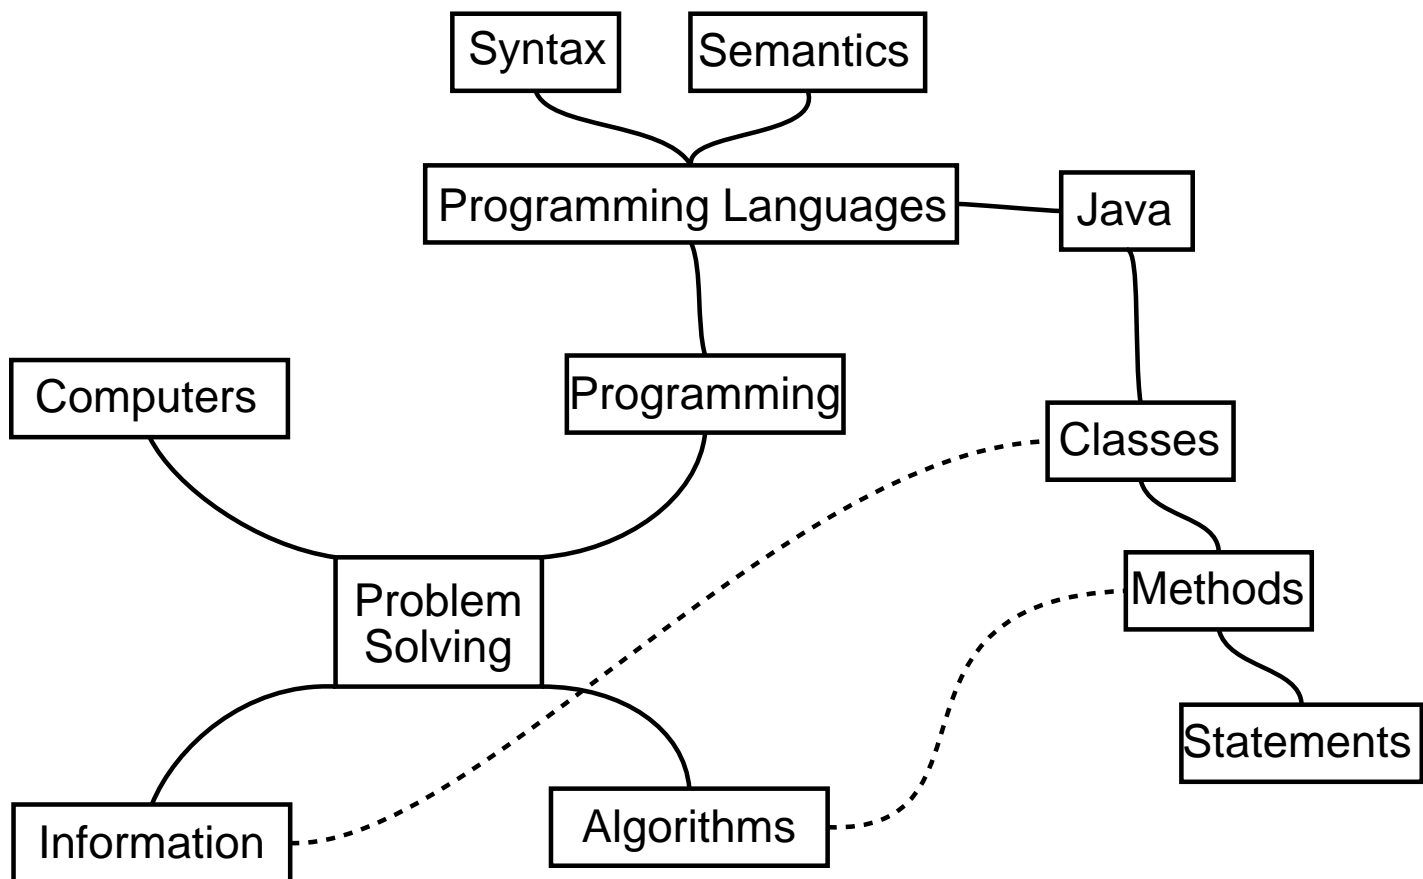 Syntax
Semantics
Programming Languages
Java
Computers
Programming
Classes
Problem
Solving
Methods
Statements
Information
Algorithms